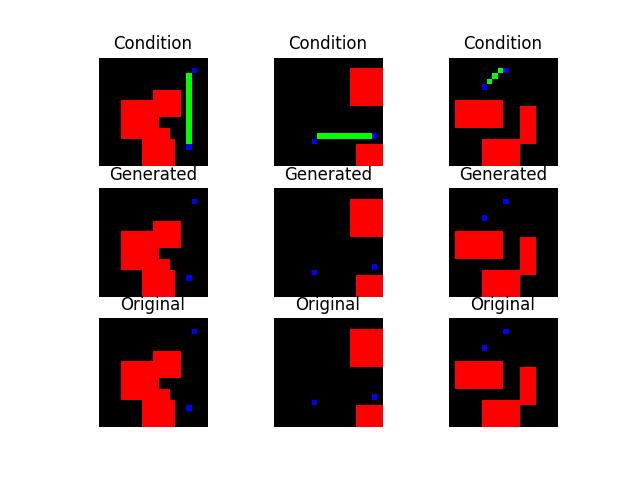 Condition Condition Condition
Generated Generated Generated
Original Original Original